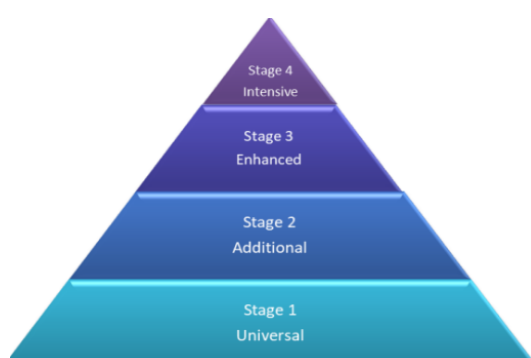 Stage 4
Intensive
Stage 3
Enhanced
Stage 2
Additional
Stage 1
Universal